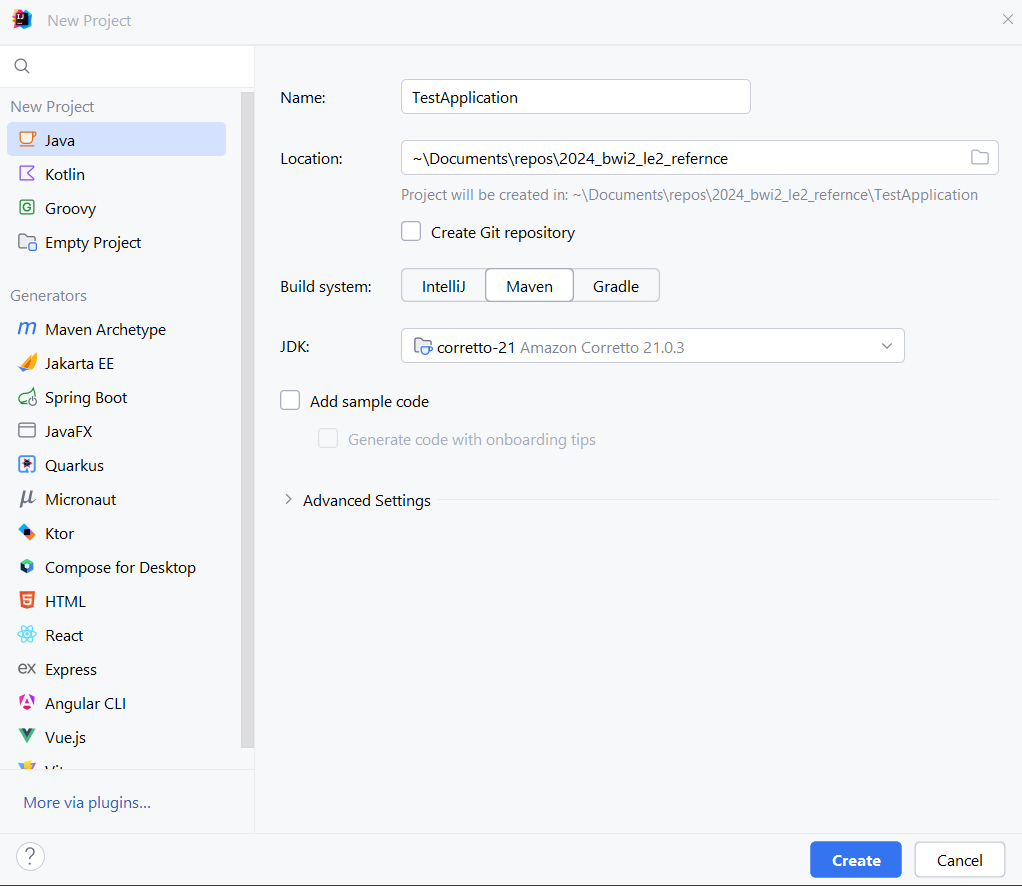 New Project
New Project
Java
Kotlin
Groovy
Empty Project
Generators
Maven Archetype
Jakarta EE
Spring Boot
JavaFX
Quarkus
Micronaut
Ktor
Compose for Desktop
HTML
React
Express
Angular CLI
Vue.js
More via plugins...
Name: TestApplication
Location: ~\Documents\repos\2024_bwi2_le2_refernce
Project will be created in: ~\Documents\repos\2024_bwi2_le2_refernce\TestApplication
Create Git repository
Build system: IntelliJ Maven Gradle
JDK: corretto-21 Amazon Corretto 21.0.3
Add sample code
Generate code with onboarding tips
Advanced Settings
? Create Cancel